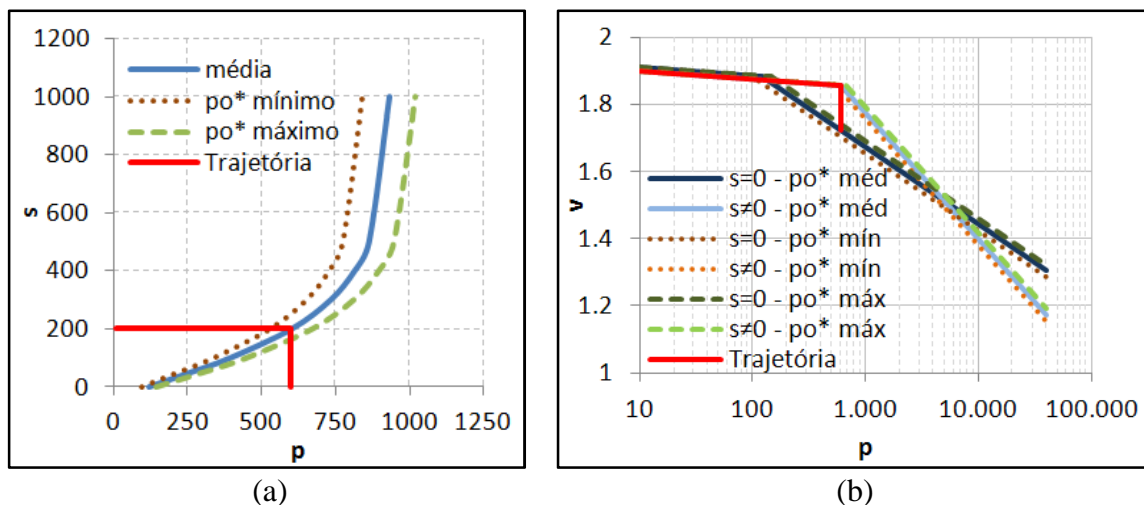 1200
1000
800
600
400
200
0
s
média
po* mínimo
po* máximo
Trajetória
0 250 500 750 1000 1250
p
(a)
2
1.8
1.6
1.4
1.2
1
v
s=0 - po* méd
s≠0 - po* méd
s=0 - po* mín
s≠0 - po* mín
s=0 - po* máx
s≠0 - po* máx
Trajetória
10 100 1.000 10.000 100.000
p
(b)